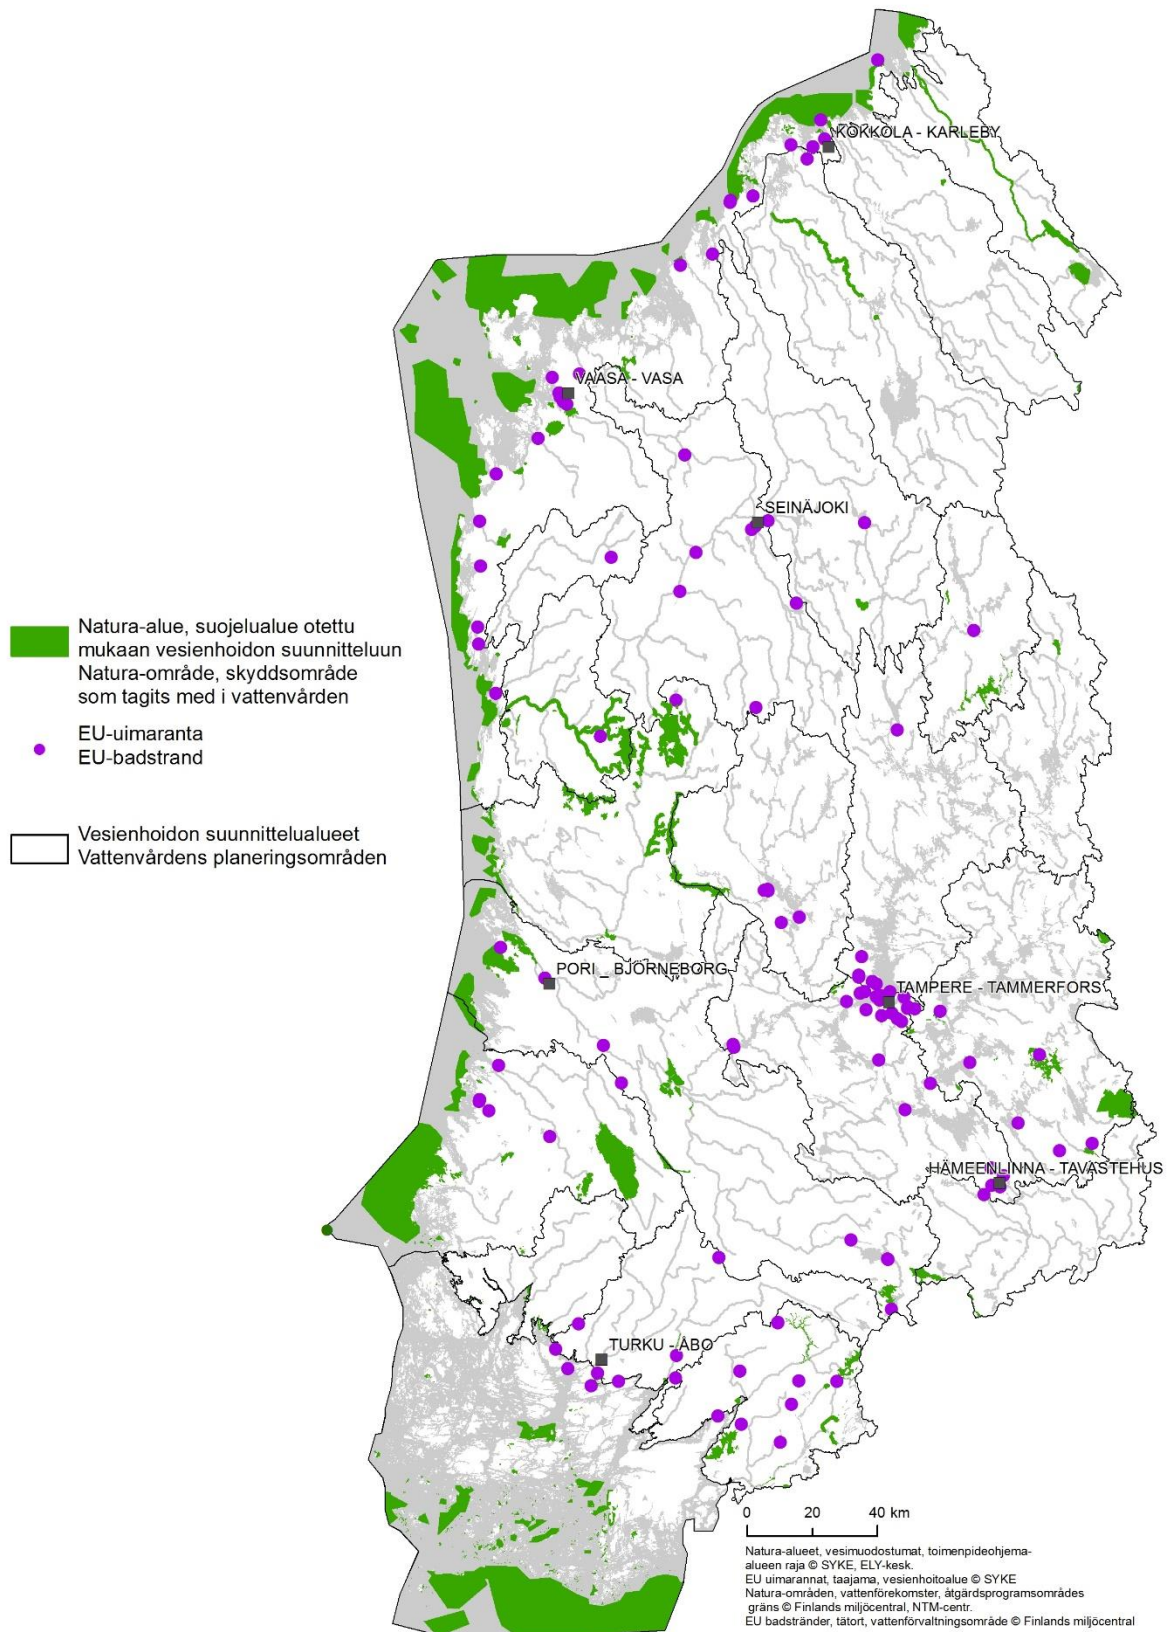 KOKKOLA - KARLEBY
VAASA - VASA
SEINÄJOKI
Natura-alue, suojelualue otettu
mukaan vesienhoidon suunnitteluun
Natura-område, skyddsområde
som tagits med i vattenvården
EU-uimaranta
EU-badstrand
Vesienhoidon suunnittelualueet
Vattenvårdens planeringsområden
PORI _ BJÖRNEBORG
TAMPERE - TAMMERFORS
HÄMEENLINNA - TAVASTEHUS
TURKU - ÅBO
0 20 40 km
Natura-alueet, vesimuodostumat, toimenpideohjema-
alueen raja © SYKE, ELY-kesk.
EU uimarannat, taajama, vesienhoitoalue © SYKE
Natura-områden, vattenförekomster, åtgärdsprogramsområdes
gräns © Finlands miljöcentral, NTM-centr.
EU badstränder, tätort, vattenförvaltningsområde © Finlands miljöcentral